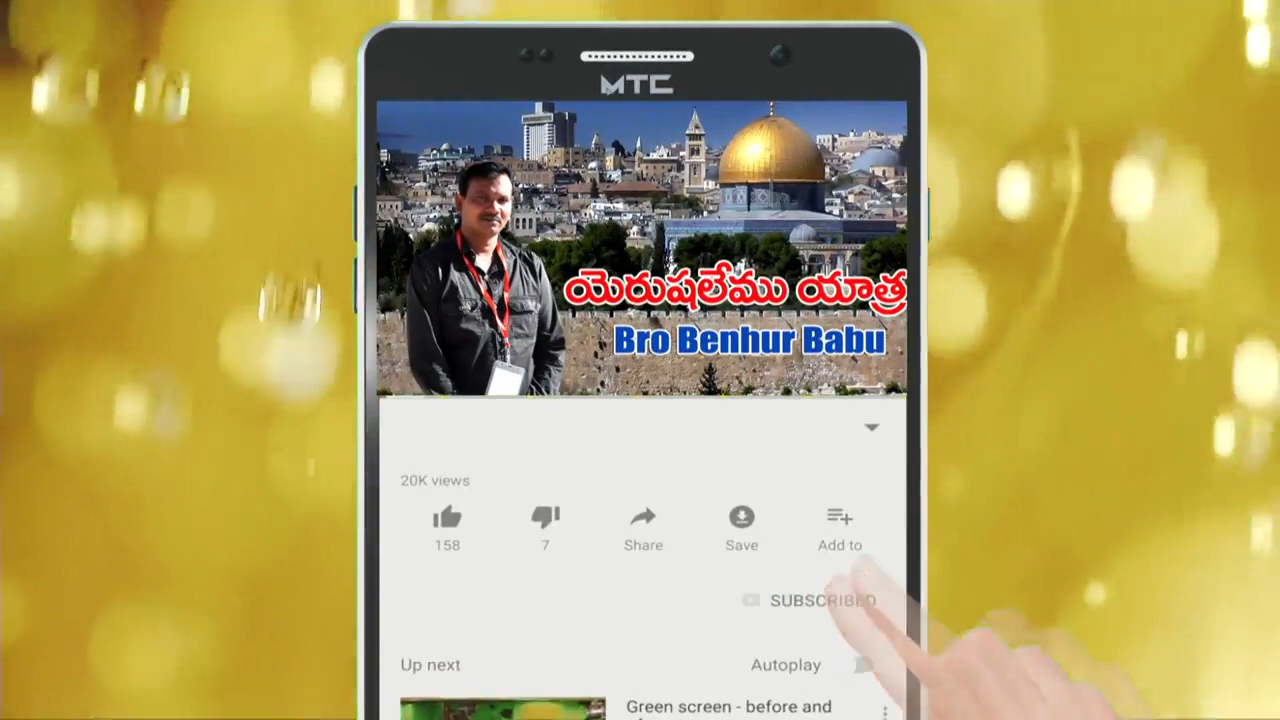 MTC
యెరుషలేము యాత్ర
Bro Benhur Babu
20K views
158
7
Share
Save
Add to
SUBSCRIBED
Up next
Autoplay
Green screen - before and